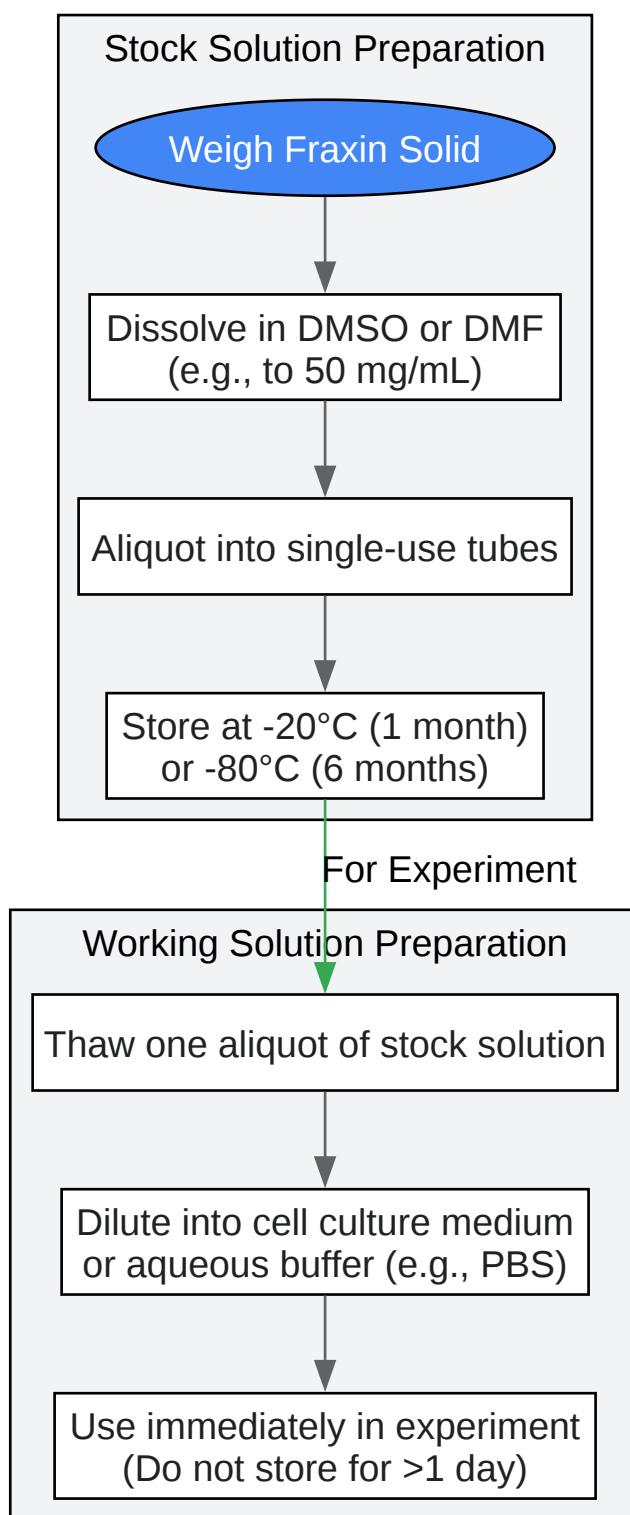 Stock Solution Preparation
Weigh Fraxin Solid
Dissolve in DMSO or DMF
(e.g., to 50 mg/mL)
Aliquot into single-use tubes
Store at -20°C (1 month)
or -80°C (6 months)
For Experiment
Working Solution Preparation
Thaw one aliquot of stock solution
Dilute into cell culture medium
or aqueous buffer (e.g., PBS)
Use immediately in experiment
(Do not store for >1 day)